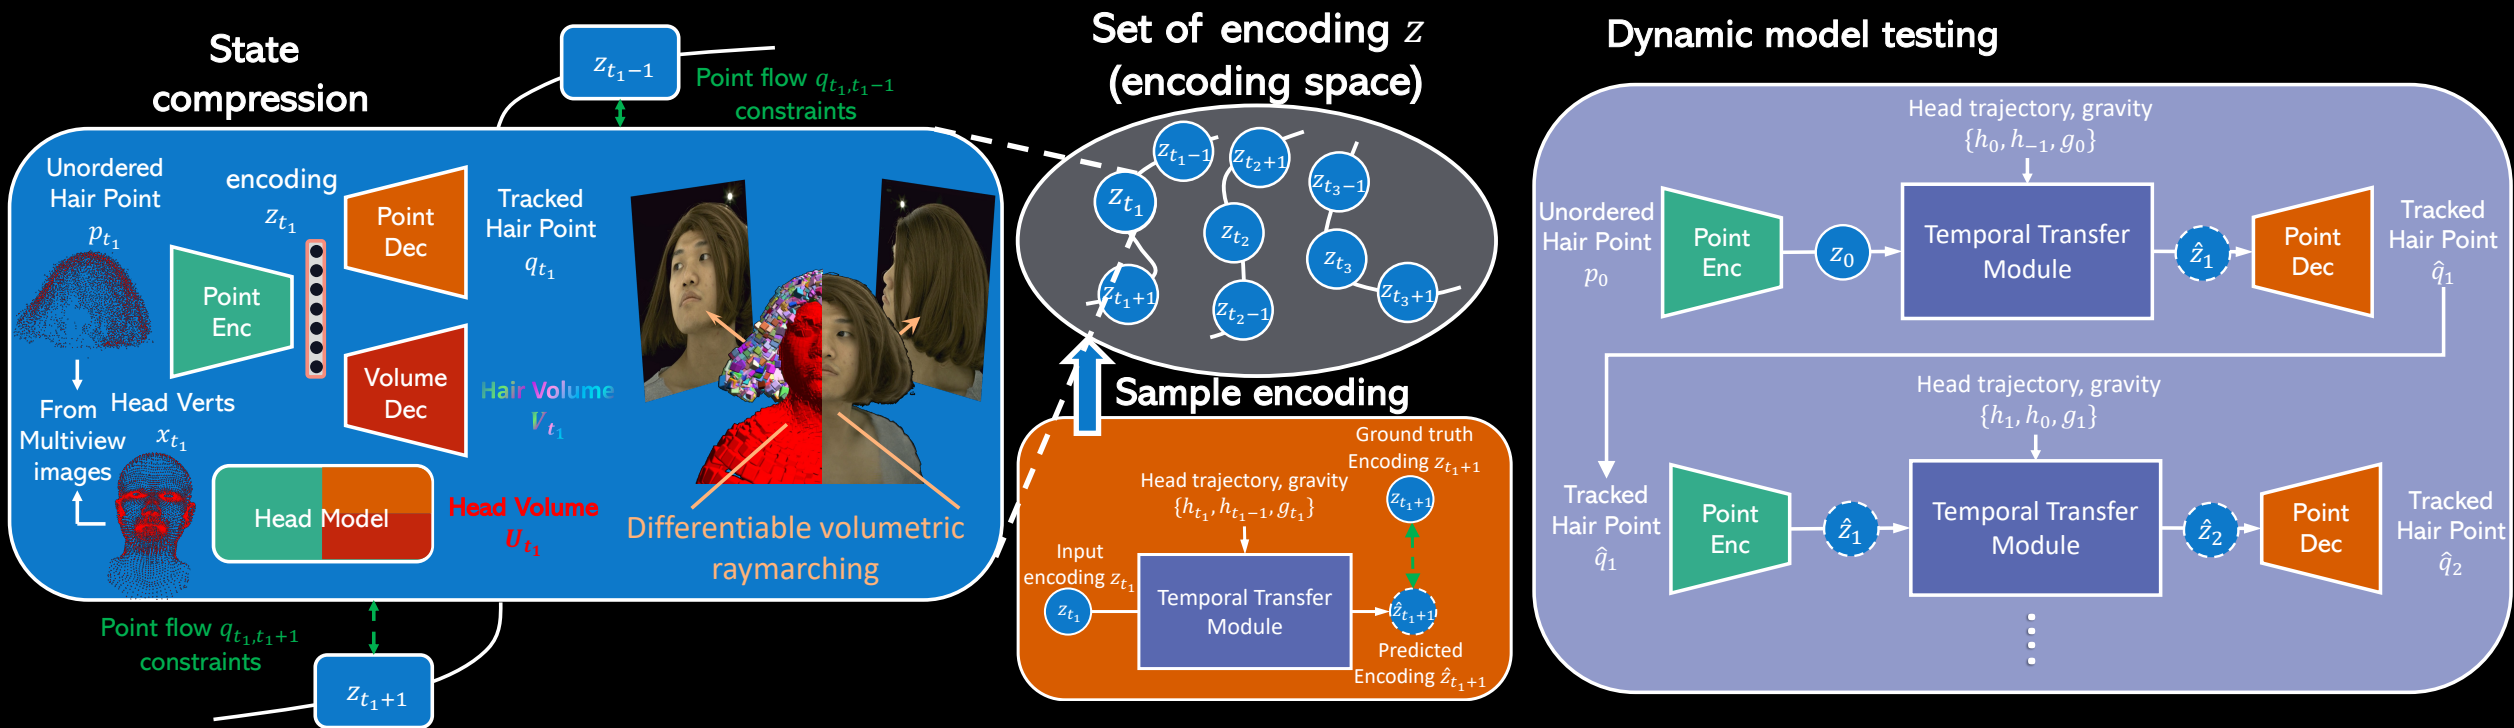 State
compression
z_{t_1−1}
Point flow q_{t_1,t_1−1}
constraints
Unordered
Hair Point
p_{t_1}
encoding
z_{t_1}
Point
Enc
Point
Dec
Tracked
Hair Point
q_{t_1}
Volume
Dec
Hair Volume
V_{t_1}
From
Multiview
images
Head Verts
x_{t_1}
Head Model
Head Volume
U_{t_1}
Differentiable volumetric
raymarching
Point flow q_{t_1,t_1+1}
constraints
z_{t_1+1}
Set of encoding z
(encoding space)
z_{t_1−1}
z_{t_1}
z_{t_1+1}
z_{t_2+1}
z_{t_2}
z_{t_2−1}
z_{t_3−1}
z_{t_3}
z_{t_3+1}
Sample encoding
Ground truth
Encoding z_{t_1+1}
z_{t_1+1}
Head trajectory, gravity
{h_{t_1}, h_{t_1−1}, g_{t_1}}
Input
encoding z_{t_1}
z_{t_1}
Temporal Transfer
Module
ẑ_{t_1+1}
Predicted
Encoding ẑ_{t_1+1}
Dynamic model testing
Head trajectory, gravity
{h_0, h_{−1}, g_0}
Unordered
Hair Point
p_0
Point
Enc
z_0
Temporal Transfer
Module
ẑ_1
Point
Dec
Tracked
Hair Point
q̂_1
Head trajectory, gravity
{h_1, h_0, g_1}
Tracked
Hair Point
q̂_1
Point
Enc
ẑ_1
Temporal Transfer
Module
ẑ_2
Point
Dec
Tracked
Hair Point
q̂_2